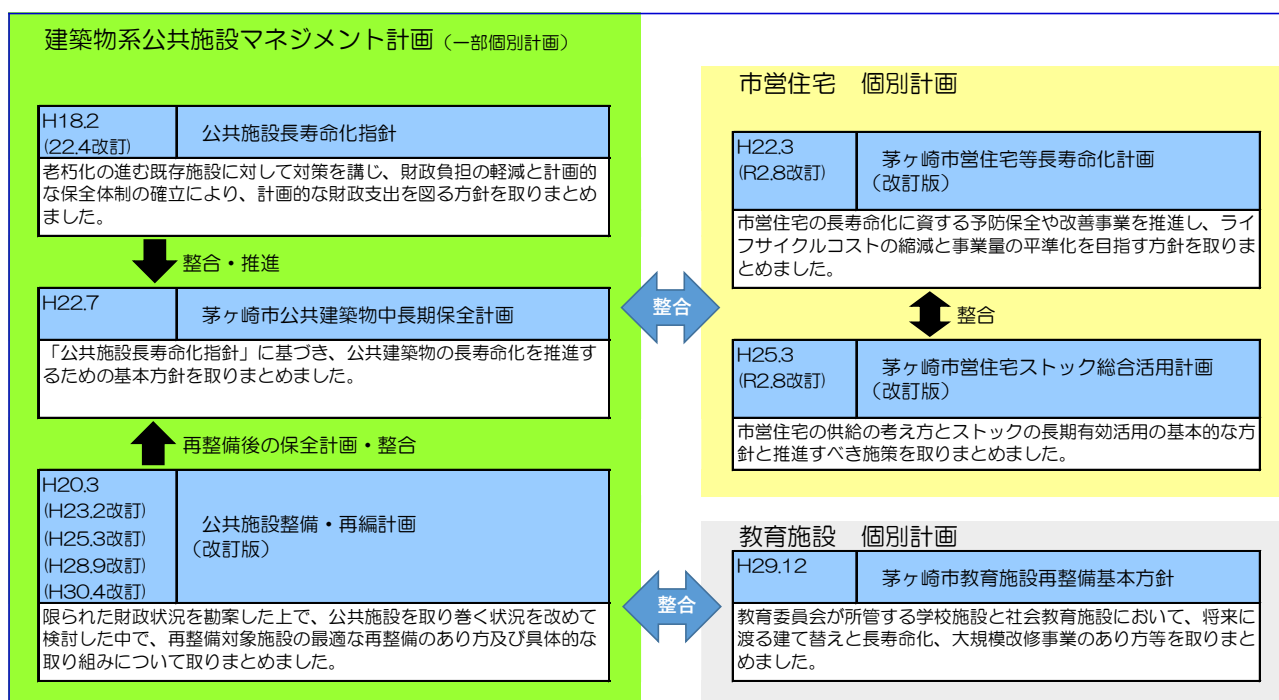 建築物系公共施設マネジメント計画（一部個別計画）
H18.2
(22.4改訂)
公共施設長寿命化指針
老朽化の進む既存施設に対して対策を講じ、財政負担の軽減と計画的
な保全体制の確立により、計画的な財政支出を図る方針を取りまとめ
ました。
整合・推進
H22.7
茅ヶ崎市公共建築物中長期保全計画
「公共施設長寿命化指針」に基づき、公共建築物の長寿命化を推進す
るための基本方針を取りまとめました。
再整備後の保全計画・整合
H20.3
(H23.2改訂)
(H25.3改訂)
(H28.9改訂)
(H30.4改訂)
公共施設整備・再編計画
（改訂版）
限られた財政状況を勘案した上で、公共施設を取り巻く状況を改めて
検討した中で、再整備対象施設の最適な再整備のあり方及び具体的な
取り組みについて取りまとめました。
整合
整合
市営住宅　個別計画
H22.3
(R2.8改訂)
茅ヶ崎市営住宅等長寿命化計画
（改訂版）
市営住宅の長寿命化に資する予防保全や改善事業を推進し、ライ
フサイクルコストの縮減と事業量の平準化を目指す方針を取りま
とめました。
整合
H25.3
(R2.8改訂)
茅ヶ崎市営住宅ストック総合活用計画
（改訂版）
市営住宅の供給の考え方とストックの長期有効活用の基本的な方
針と推進すべき施策を取りまとめました。
教育施設　個別計画
H29.12
茅ヶ崎市教育施設再整備基本方針
教育委員会が所管する学校施設と社会教育施設において、将来に
渡る建て替えと長寿命化、大規模改修事業のあり方等を取りまと
めました。